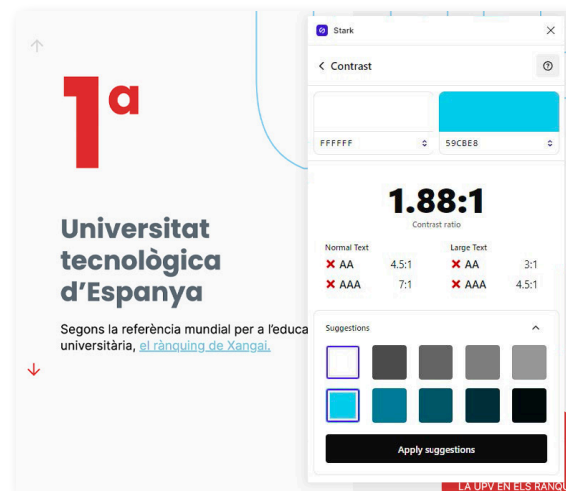 1ª
Universitat
tecnològica
d’Espanya
Segons la referència mundial per a l’educa
universitària, el rànquing de Xangai.
Stark
Contrast
FFFFFF
59CBE8
1.88:1
Contrast ratio
Normal Text
Large Text
AA 4.5:1
AA 3:1
AAA 7:1
AAA 4.5:1
Suggestions
Apply suggestions
LA UPV EN ELS RANQU